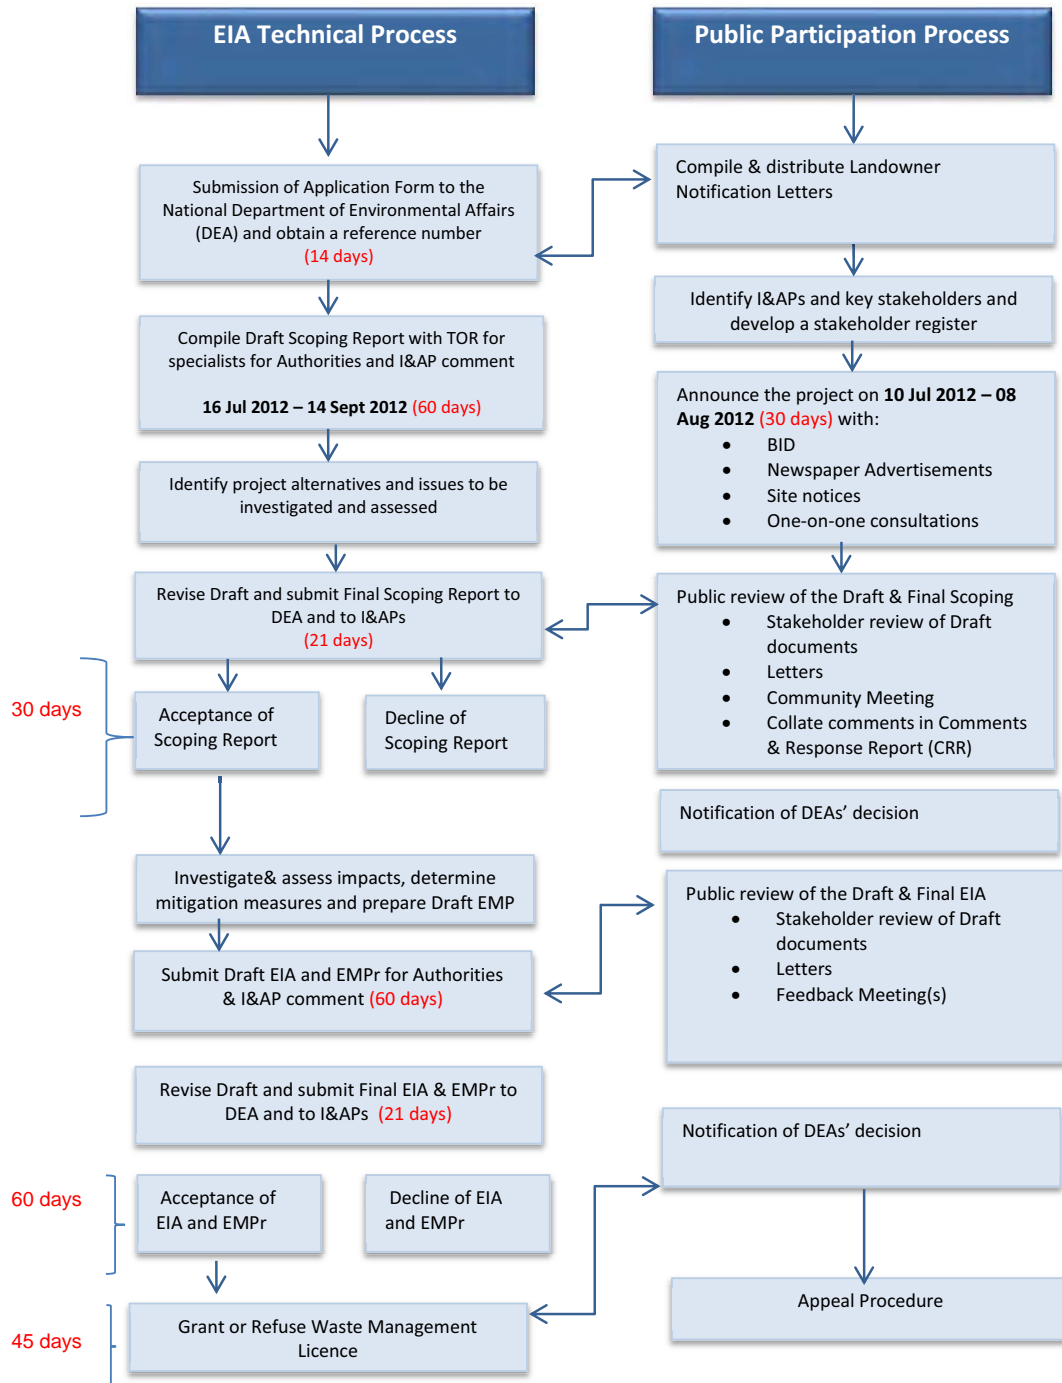 EIA Technical Process
Public Participation Process
Submission of Application Form to the
National Department of Environmental Affairs
(DEA) and obtain a reference number
(14 days)
Compile & distribute Landowner
Notification Letters
Identify I&APs and key stakeholders and
develop a stakeholder register
Compile Draft Scoping Report with TOR for
specialists for Authorities and I&AP comment
16 Jul 2012 – 14 Sept 2012 (60 days)
Announce the project on 10 Jul 2012 – 08
Aug 2012 (30 days) with:
• BID
• Newspaper Advertisements
• Site notices
• One-on-one consultations
Identify project alternatives and issues to be
investigated and assessed
Revise Draft and submit Final Scoping Report to
DEA and to I&APs
(21 days)
Public review of the Draft & Final Scoping
• Stakeholder review of Draft
documents
• Letters
• Community Meeting
• Collate comments in Comments
& Response Report (CRR)
30 days
Acceptance of
Scoping Report
Decline of
Scoping Report
Notification of DEAs' decision
Investigate& assess impacts, determine
mitigation measures and prepare Draft EMP
Public review of the Draft & Final EIA
• Stakeholder review of Draft
documents
• Letters
• Feedback Meeting(s)
Submit Draft EIA and EMPr for Authorities
& I&AP comment (60 days)
Revise Draft and submit Final EIA & EMPr to
DEA and to I&APs (21 days)
Notification of DEAs' decision
60 days
Acceptance of
EIA and EMPr
Decline of EIA
and EMPr
Appeal Procedure
45 days
Grant or Refuse Waste Management
Licence